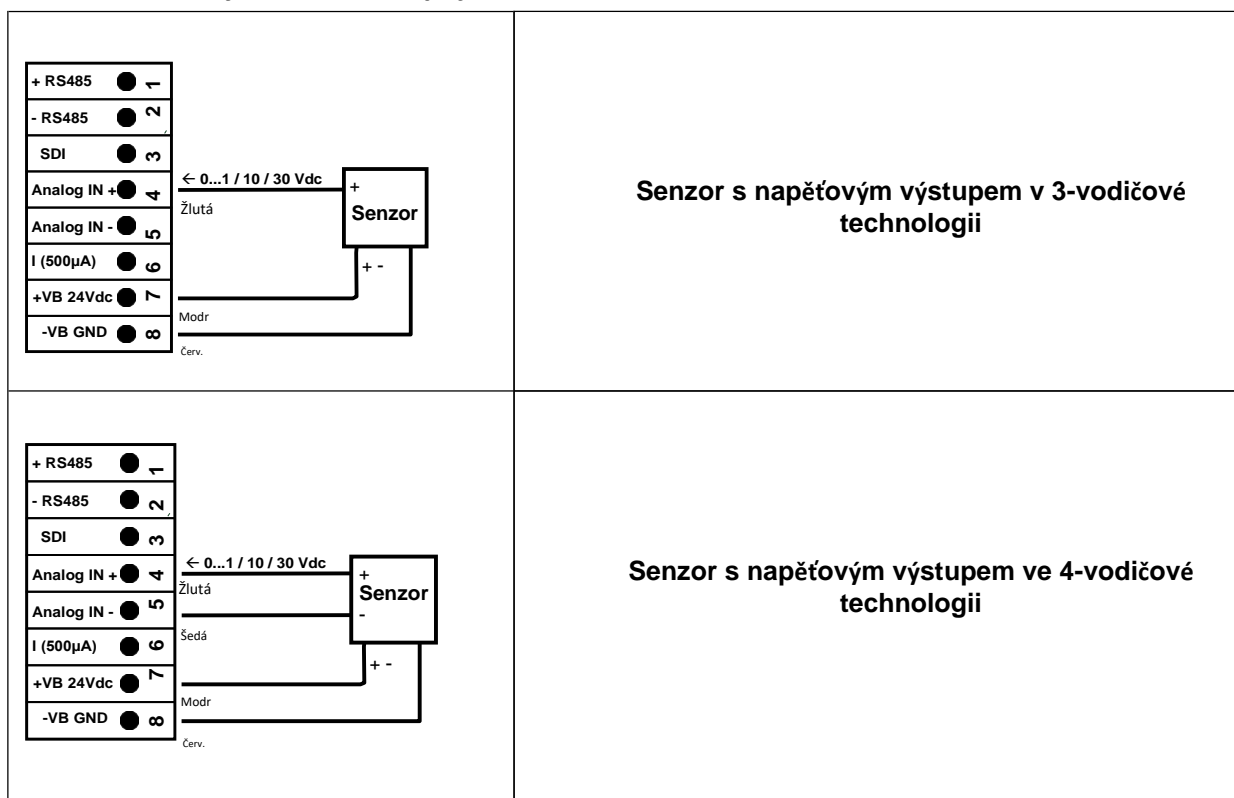 + RS485 1
- RS485 2
SDI 3
Analog IN + 4
Analog IN - 5
I (500µA) 6
+VB 24Vdc 7
-VB GND 8
← 0...1 / 10 / 30 Vdc
Žlutá
+
Senzor
+ -
Modr
Červ.
Senzor s napěťovým výstupem v 3-vodičové
technologii
+ RS485 1
- RS485 2
SDI 3
Analog IN + 4
Analog IN - 5
I (500µA) 6
+VB 24Vdc 7
-VB GND 8
← 0...1 / 10 / 30 Vdc
Žlutá
+
Senzor
-
Šedá
+ -
Modr
Červ.
Senzor s napěťovým výstupem ve 4-vodičové
technologii